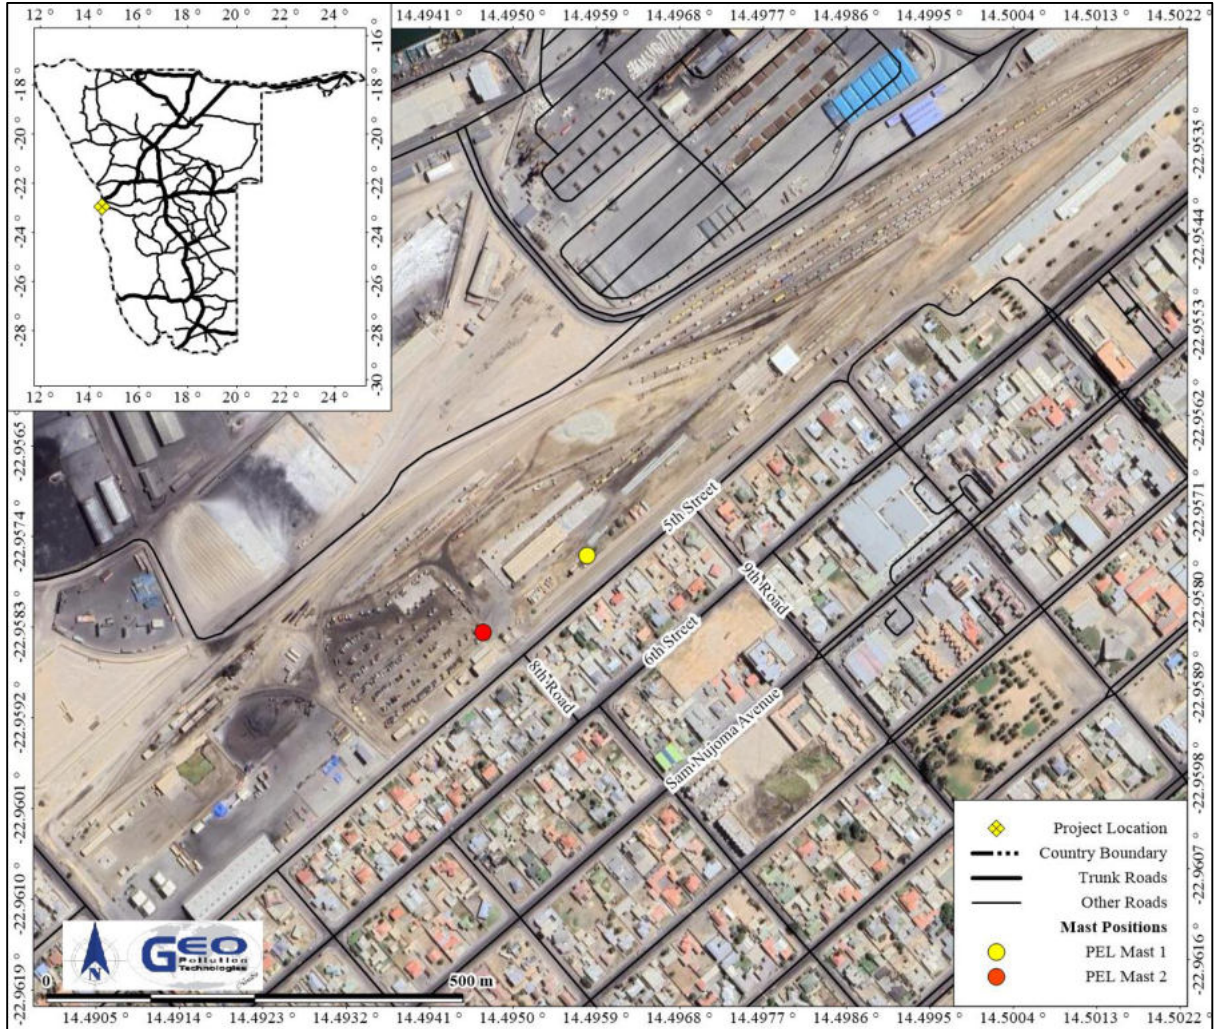 14.4941 ° 14.4950 ° 14.4959 ° 14.4968 ° 14.4977 ° 14.4986 ° 14.4995 ° 14.5004 ° 14.5013 ° 14.5022 °
12 ° 14 ° 16 ° 18 ° 20 ° 22 ° 24 °
-18 °
-20 °
-22 °
-24 °
-26 °
-28 °
-16 °
-18 °
-20 °
-22 °
-24 °
-26 °
-28 °
-30 °
12 ° 14 ° 16 ° 18 ° 20 ° 22 ° 24 °
-22.9535 °
-22.9544 °
-22.9553 °
-22.9562 °
-22.9571 °
-22.9580 °
-22.9589 °
-22.9598 °
-22.9607 °
-22.9616 °
-22.9565 °
-22.9574 °
-22.9583 °
-22.9592 °
-22.9601 °
-22.9610 °
-22.9619 °
5th Street
9th Road
6th Street
8th Road
Sam Nujoma Avenue
Project Location
Country Boundary
Trunk Roads
Other Roads
Mast Positions
PEL Mast 1
PEL Mast 2
N
GEO
Pollution
Technologies
0 500 m
14.4905 ° 14.4914 ° 14.4923 ° 14.4932 ° 14.4941 ° 14.4950 ° 14.4959 ° 14.4968 ° 14.4977 ° 14.4986 ° 14.4995 ° 14.5004 ° 14.5013 ° 14.5022 °